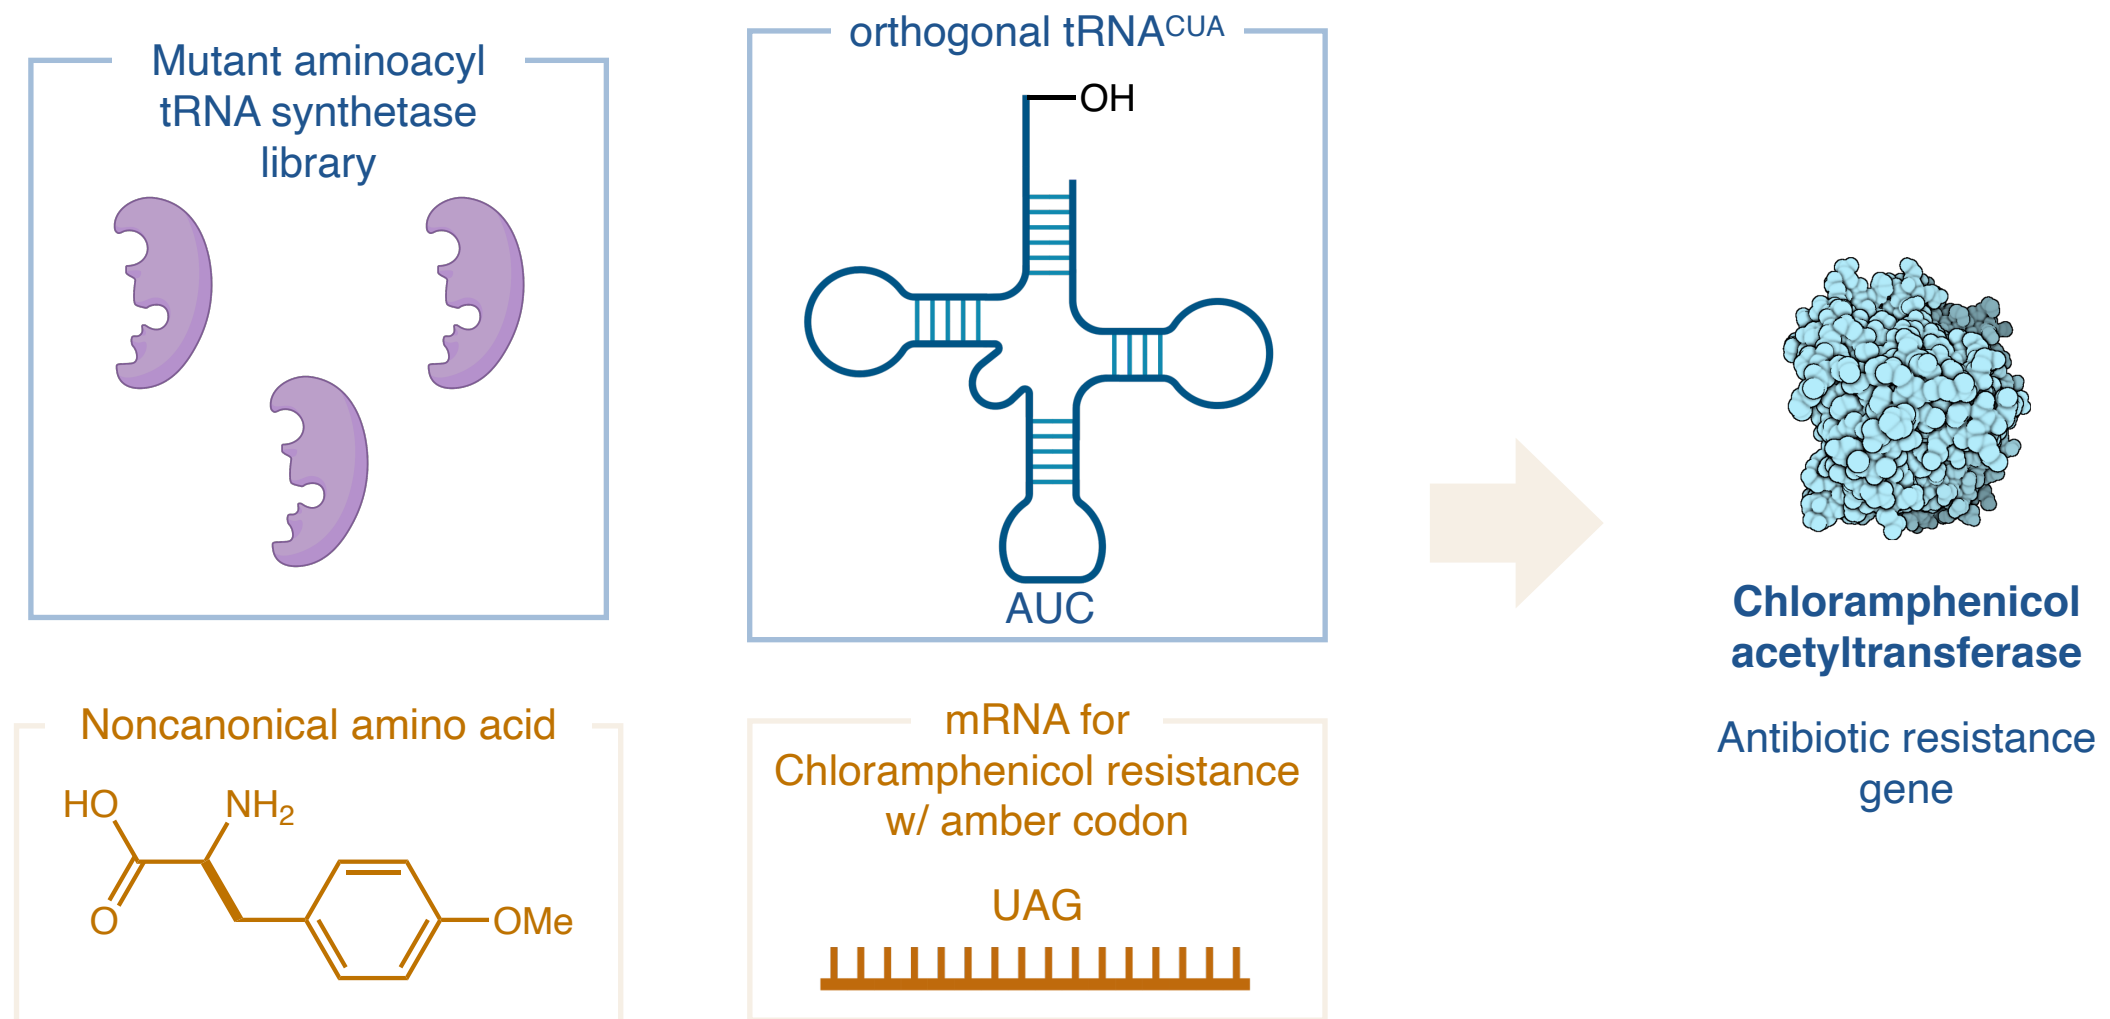 Mutant aminoacyl
tRNA synthetase
library
orthogonal tRNACUA
OH
AUC
Noncanonical amino acid
HO
NH2
O
OMe
mRNA for
Chloramphenicol resistance
w/ amber codon
UAG
Chloramphenicol
acetyltransferase
Antibiotic resistance
gene